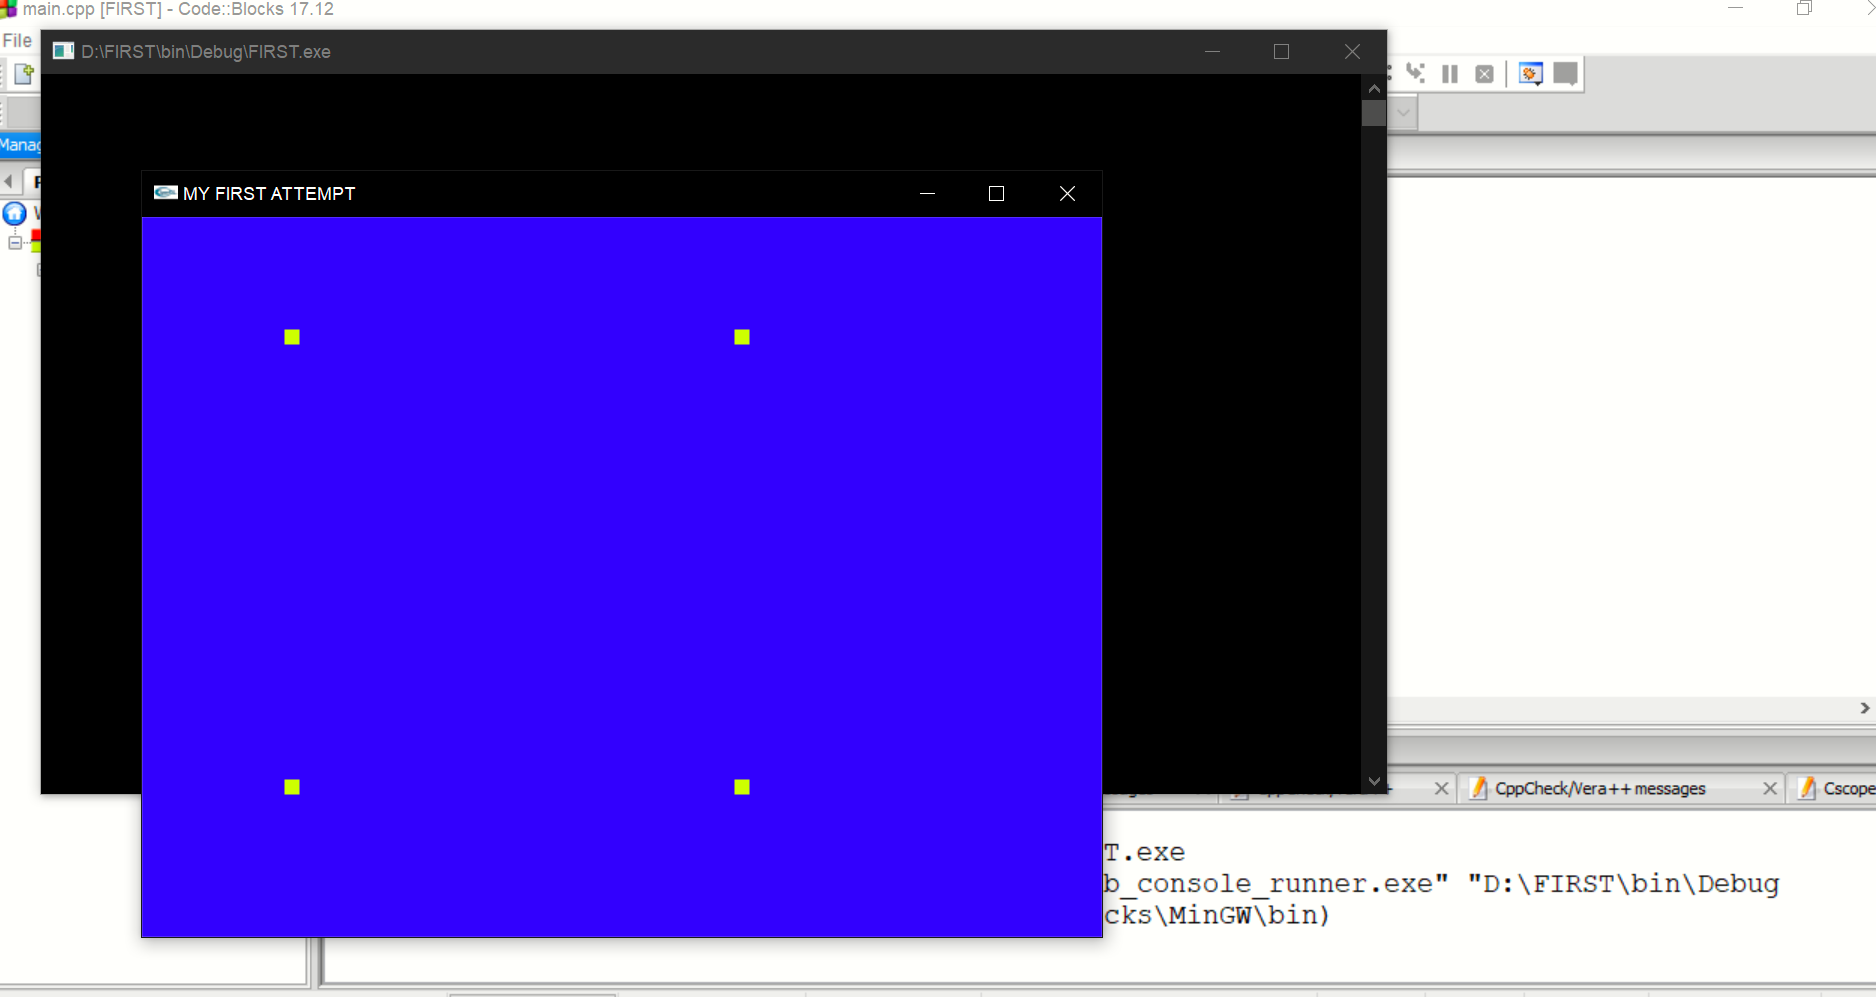 main.cpp [FIRST] - Code::Blocks 17.12
File
D:\FIRST\bin\Debug\FIRST.exe
Manag
MY FIRST ATTEMPT
CppCheck/Vera++ messages
Cscope
T.exe
b_console_runner.exe" "D:\FIRST\bin\Debug
cks\MinGW\bin)